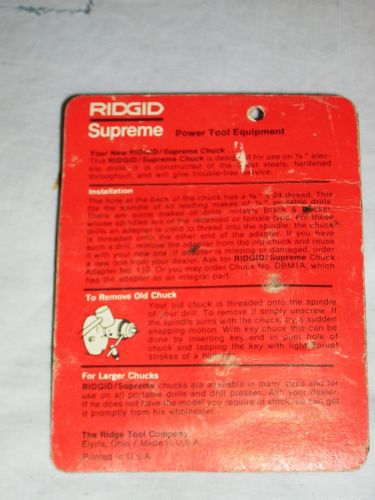 RIDGID
Supreme Power Tool Equipment
Your New RIDGID/Supreme Chuck . . .
This RIDGID/Supreme Chuck is designed for use on ¼" elec-
tric drills. It is constructed of the finest steels, hardened
throughout, and will give trouble-free service.
Installation
The hole at the back of the chuck has a ⅜" x 24 thread. This
fits the spindle of all leading makes of ¼" portable drills.
There are some makes of drills notably Black & Decker
whose spindles are of the recessed or female type. For these
drills an adapter is used to thread into the spindle; the chuck
is threaded onto the other end of the adapter. If you have
such a drill, remove the adapter from the old chuck and reuse
it with your new one. If adapter is missing or damaged, order
a new one from your dealer. Ask for RIDGID/Supreme Chuck
Adapter No. 110. Or you may order Chuck No. DBM1A, which
has the adapter as an integral part.
To Remove Old Chuck
Your old chuck is threaded onto the spindle
of your drill. To remove it simply unscrew. If
the spindle turns with the chuck, try a sudden
snapping motion. With key chuck this can be
done by inserting key end in pilot hole of
chuck and tapping the key with light abrupt
strokes of a hammer.
For Larger Chucks
RIDGID/Supreme chucks are available in many sizes and for
use on all portable drills and drill presses. Ask your dealer;
if he does not have the model you require in stock, he can get
it promptly from his wholesaler.
The Ridge Tool Company
Elyria, Ohio / Made in U.S.A.
Printed in U.S.A.